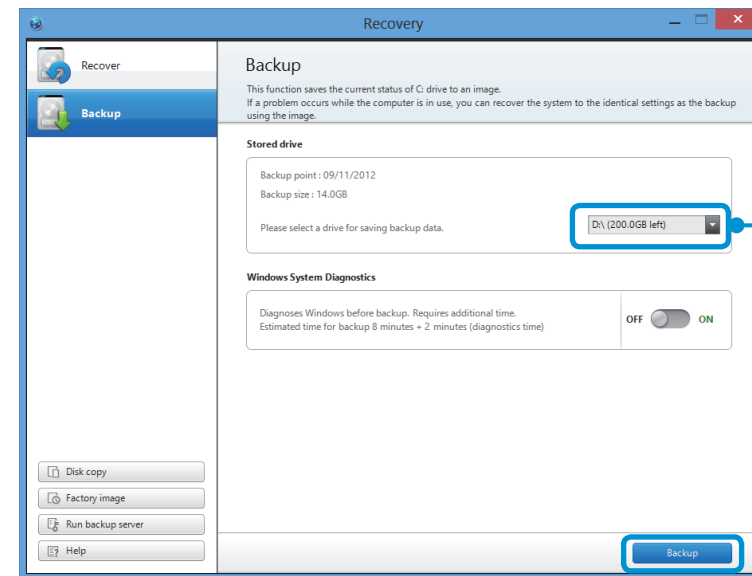 Recovery
Recover
Backup
Disk copy
Factory image
Run backup server
Help
Backup
This function saves the current status of C: drive to an image.
If a problem occurs while the computer is in use, you can recover the system to the identical settings as the backup
using the image.
Stored drive
Backup point : 09/11/2012
Backup size : 14.0GB
Please select a drive for saving backup data.
D:\ (200.0GB left)
Windows System Diagnostics
Diagnoses Windows before backup. Requires additional time.
Estimated time for backup 8 minutes + 2 minutes (diagnostics time)
OFF ON
Backup